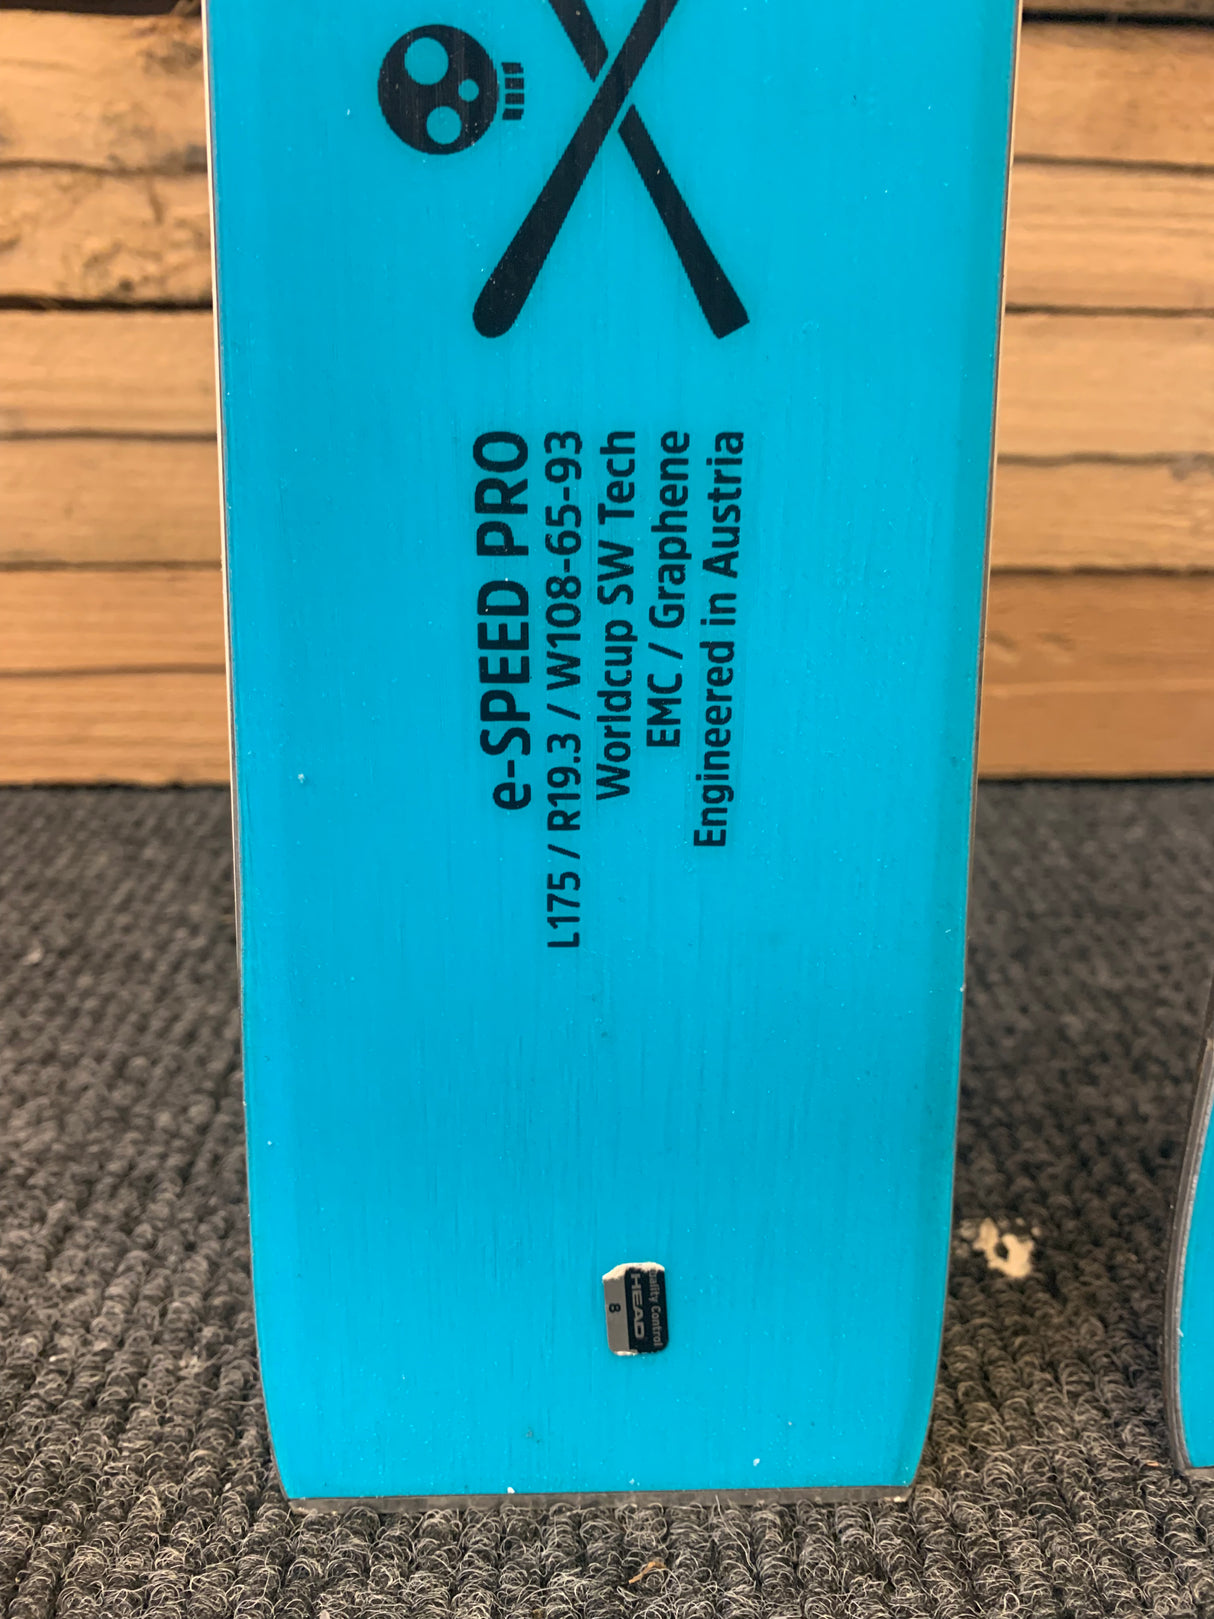 e-SPEED PRO
L175 / R19.3 / W108-65-93
Worldcup SW Tech
EMC / Graphene
Engineered in Austria
Control
HEAD
8